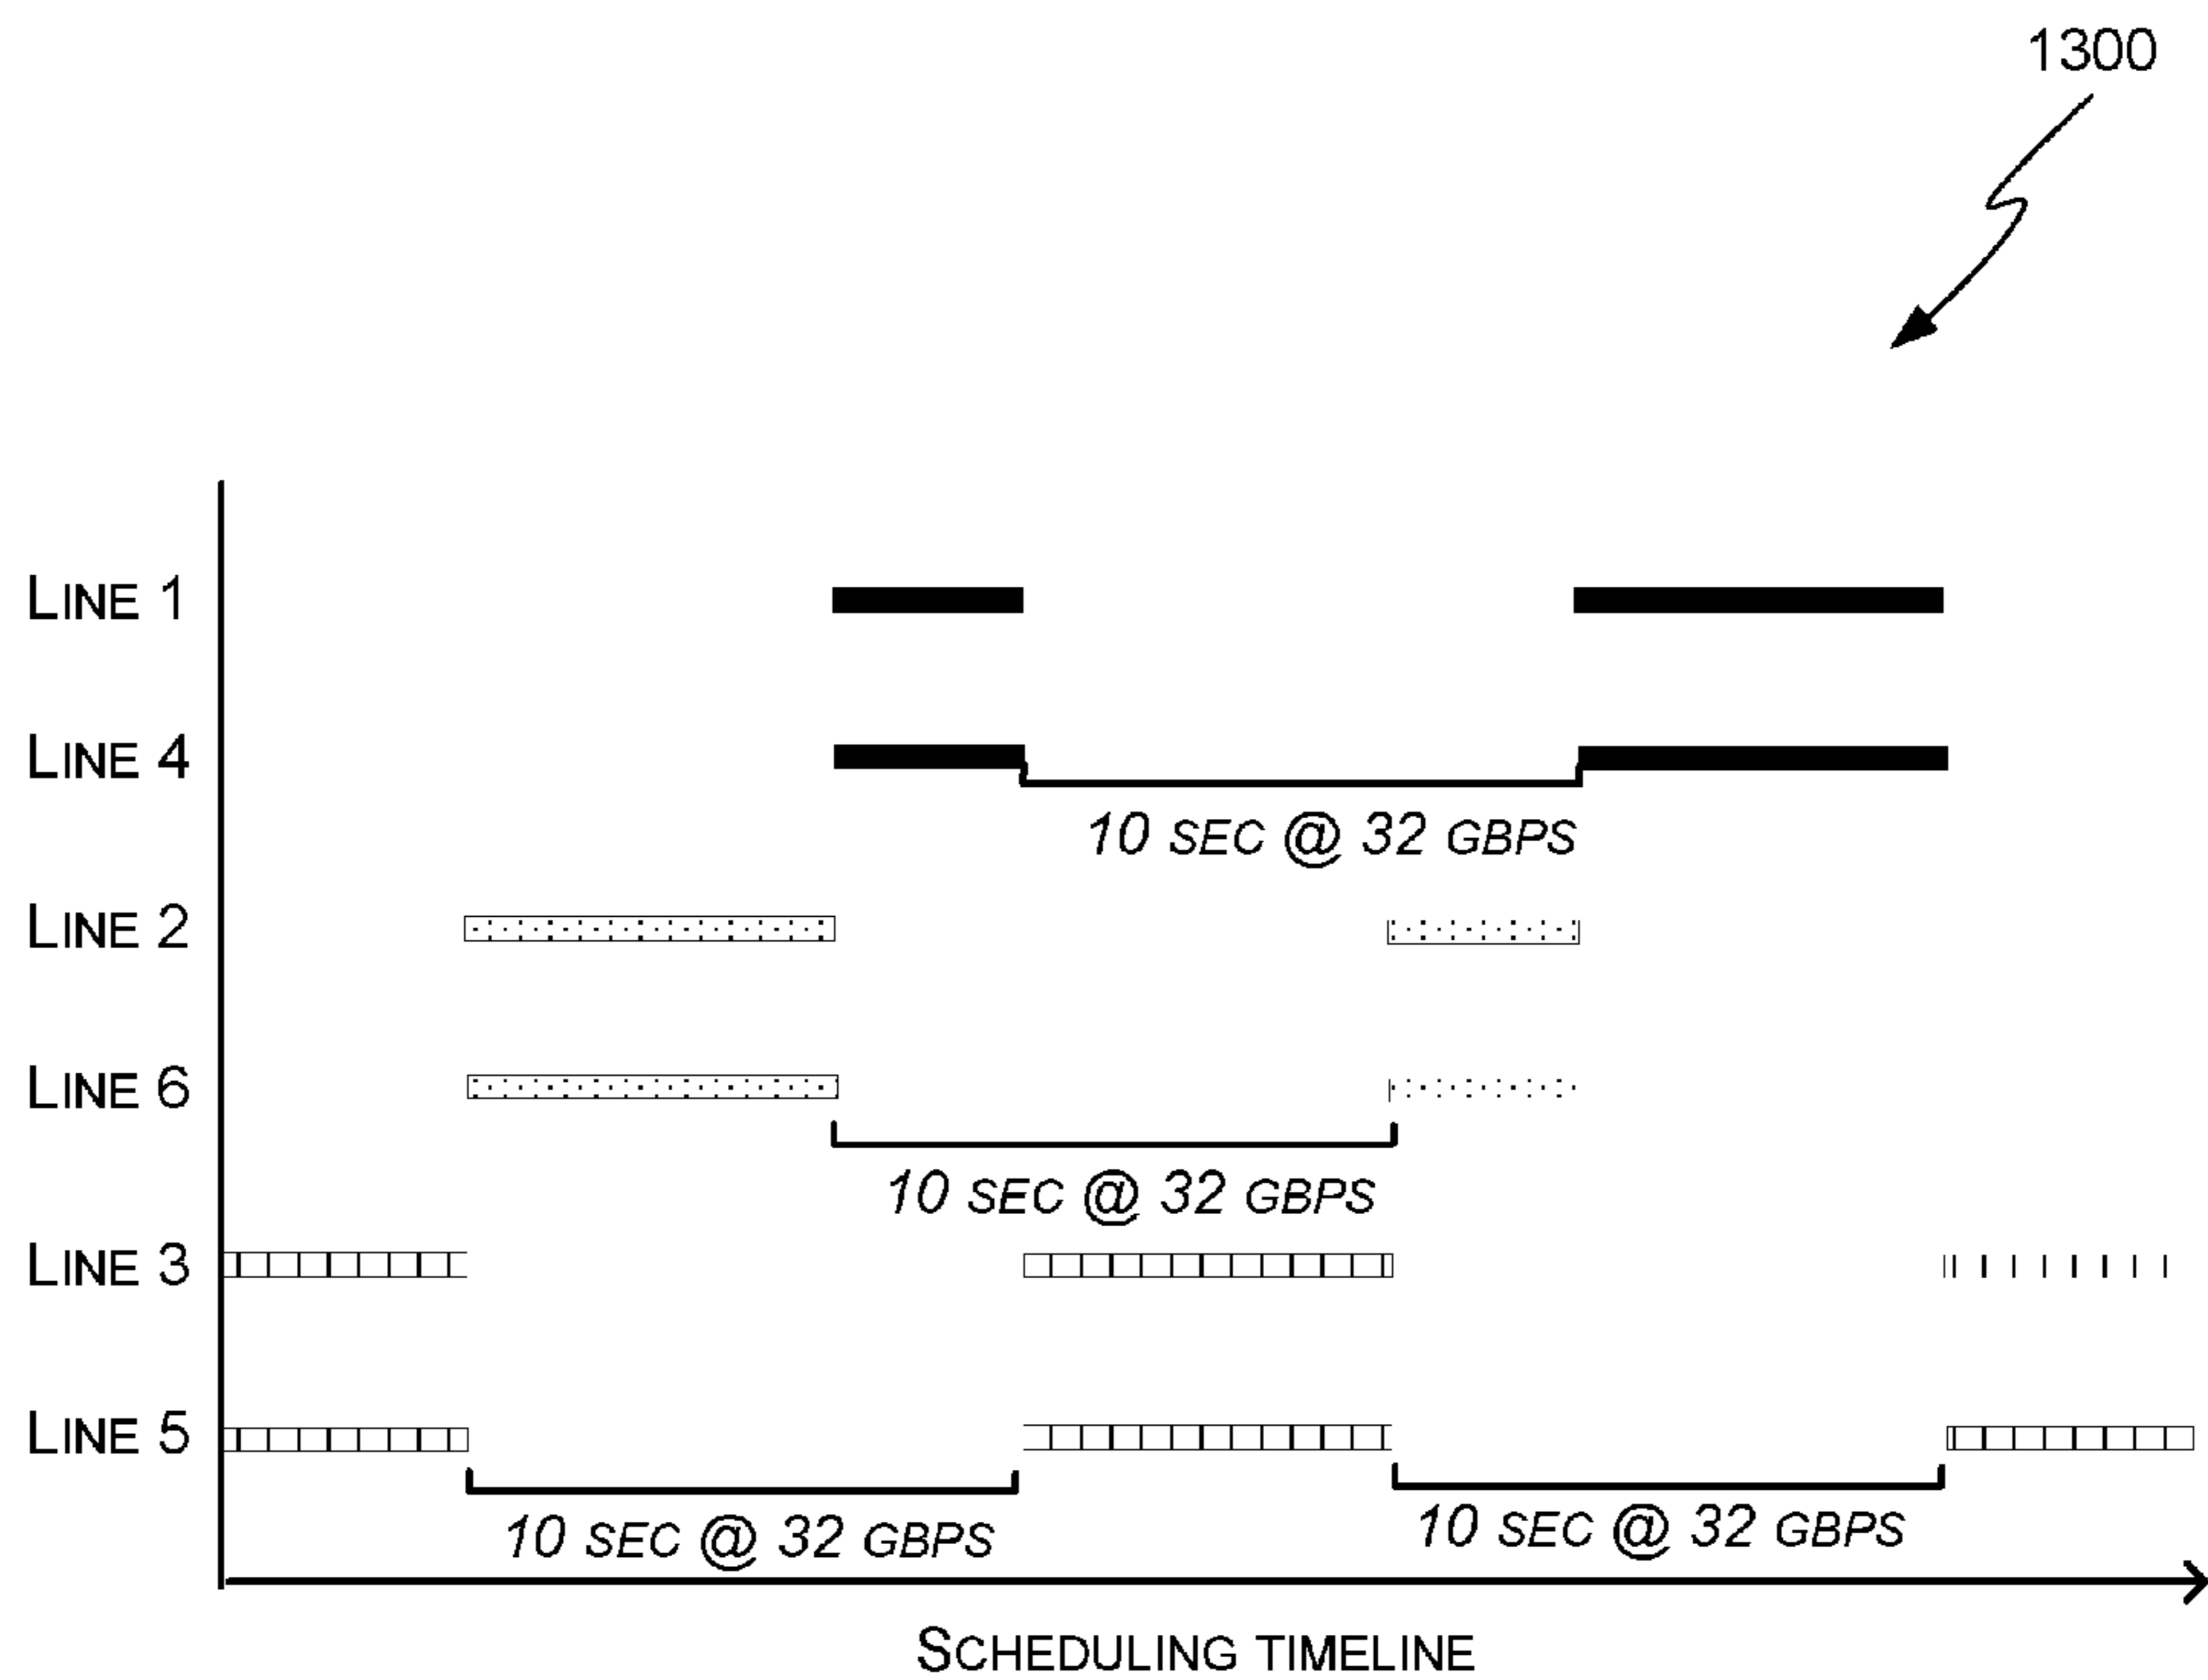 1300
LINE 1
LINE 4
10 SEC @ 32 GBPS
LINE 2
LINE 6
10 SEC @ 32 GBPS
LINE 3
LINE 5
10 SEC @ 32 GBPS
10 SEC @ 32 GBPS
SCHEDULING TIMELINE